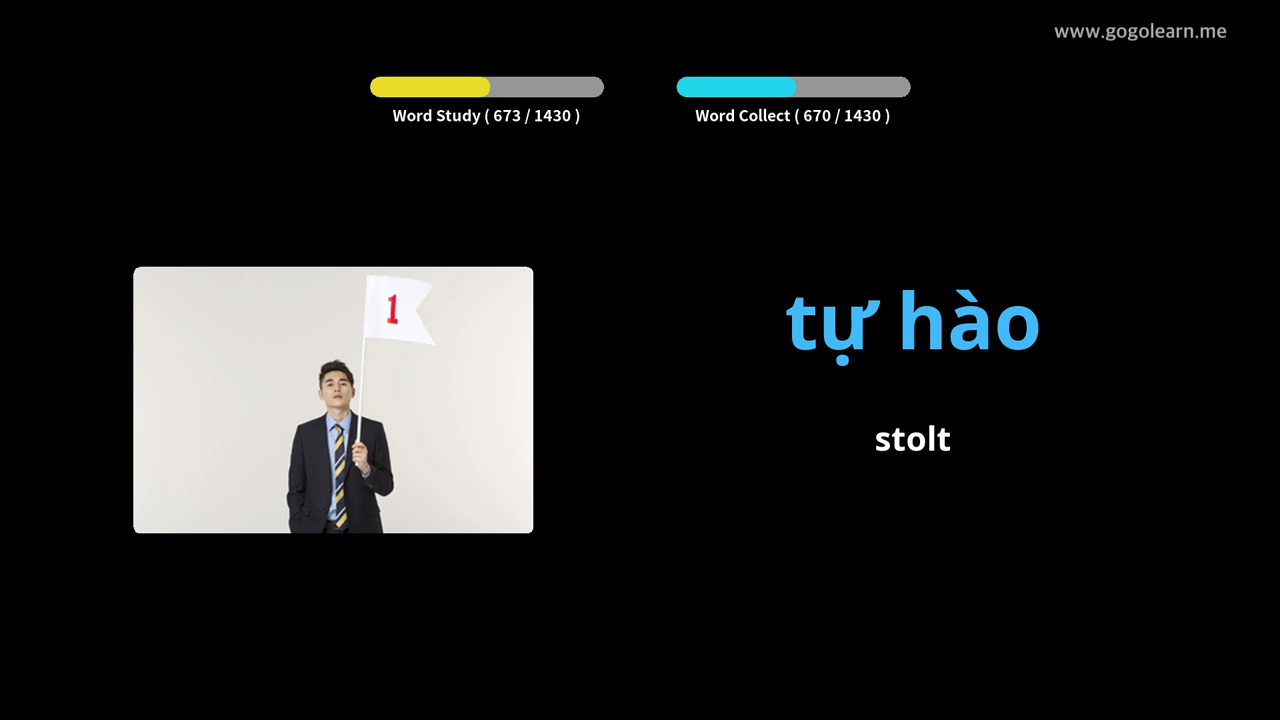 www.gogolearn.me
Word Study ( 673 / 1430 )
Word Collect ( 670 / 1430 )
1
tự hào
stolt